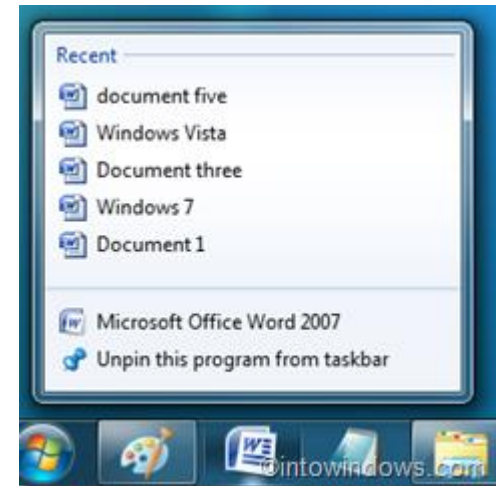 Recent
document five
Windows Vista
Document three
Windows 7
Document 1
Microsoft Office Word 2007
Unpin this program from taskbar
©intowindows.com